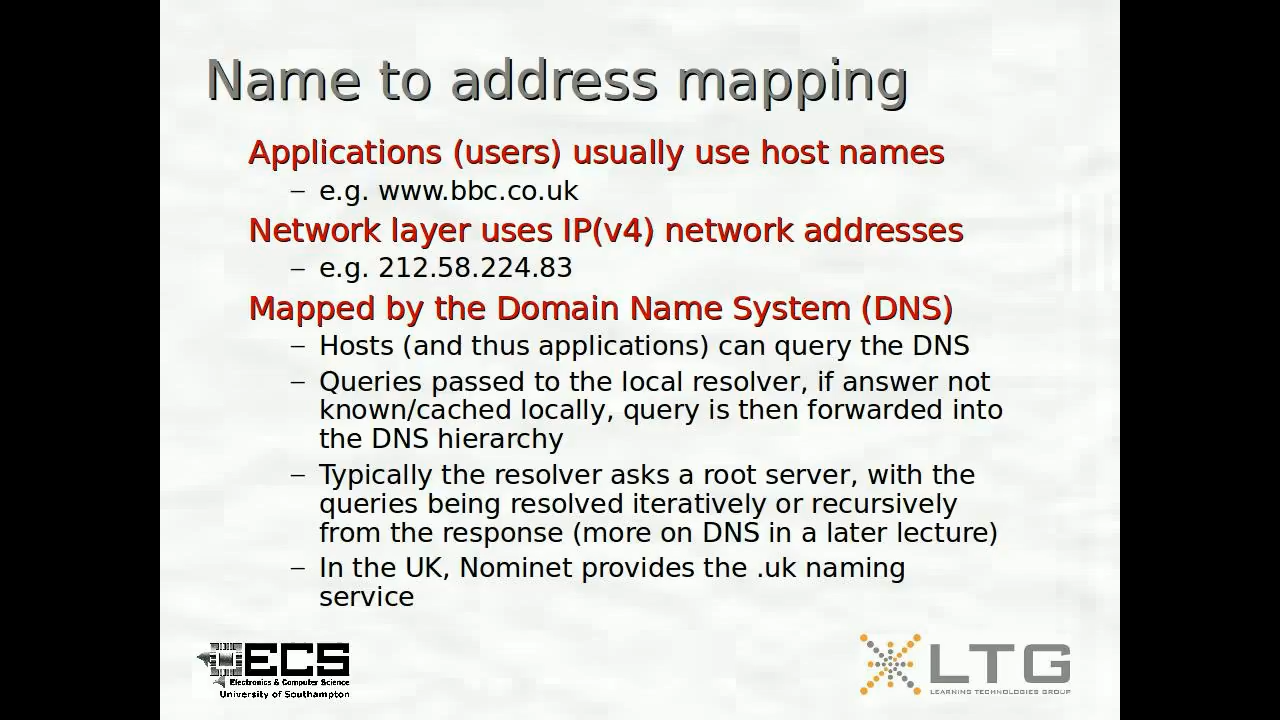 Name to address mapping
Applications (users) usually use host names
– e.g. www.bbc.co.uk
Network layer uses IP(v4) network addresses
– e.g. 212.58.224.83
Mapped by the Domain Name System (DNS)
– Hosts (and thus applications) can query the DNS
– Queries passed to the local resolver, if answer not
known/cached locally, query is then forwarded into
the DNS hierarchy
– Typically the resolver asks a root server, with the
queries being resolved iteratively or recursively
from the response (more on DNS in a later lecture)
– In the UK, Nominet provides the .uk naming
service
ECS
Electronics & Computer Science
University of Southampton
LTG
LEARNING TECHNOLOGIES GROUP